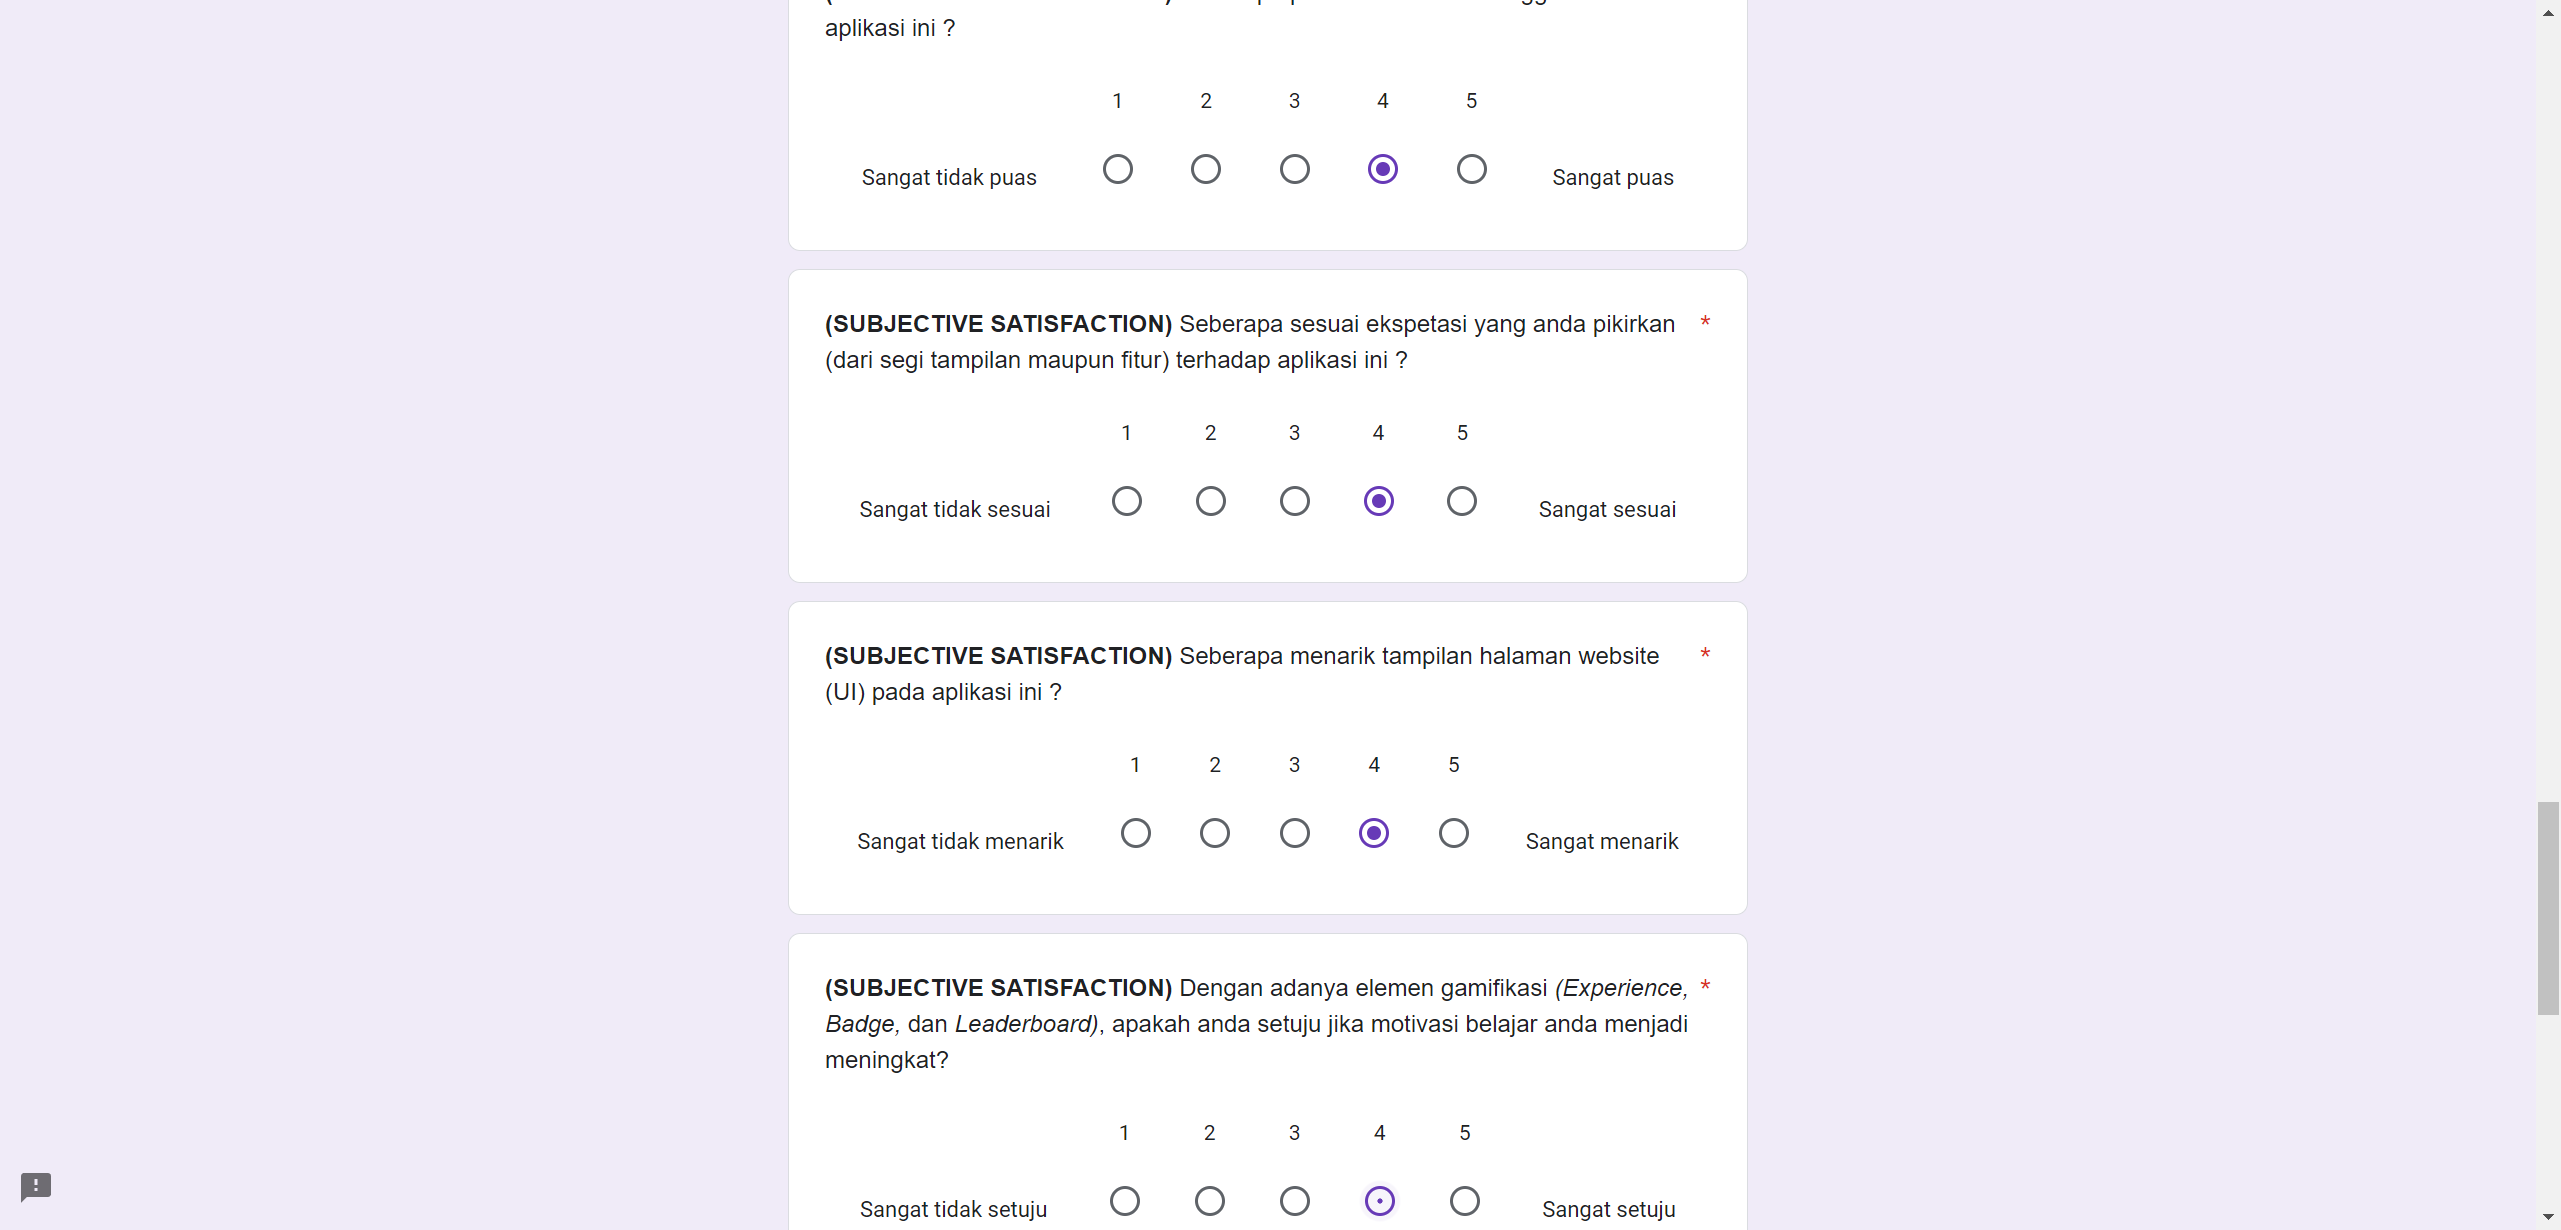 aplikasi ini ?
1 2 3 4 5
Sangat tidak puas Sangat puas
(SUBJECTIVE SATISFACTION) Seberapa sesuai ekspetasi yang anda pikirkan *
(dari segi tampilan maupun fitur) terhadap aplikasi ini ?
1 2 3 4 5
Sangat tidak sesuai Sangat sesuai
(SUBJECTIVE SATISFACTION) Seberapa menarik tampilan halaman website *
(UI) pada aplikasi ini ?
1 2 3 4 5
Sangat tidak menarik Sangat menarik
(SUBJECTIVE SATISFACTION) Dengan adanya elemen gamifikasi (Experience, *
Badge, dan Leaderboard), apakah anda setuju jika motivasi belajar anda menjadi
meningkat?
1 2 3 4 5
Sangat tidak setuju Sangat setuju